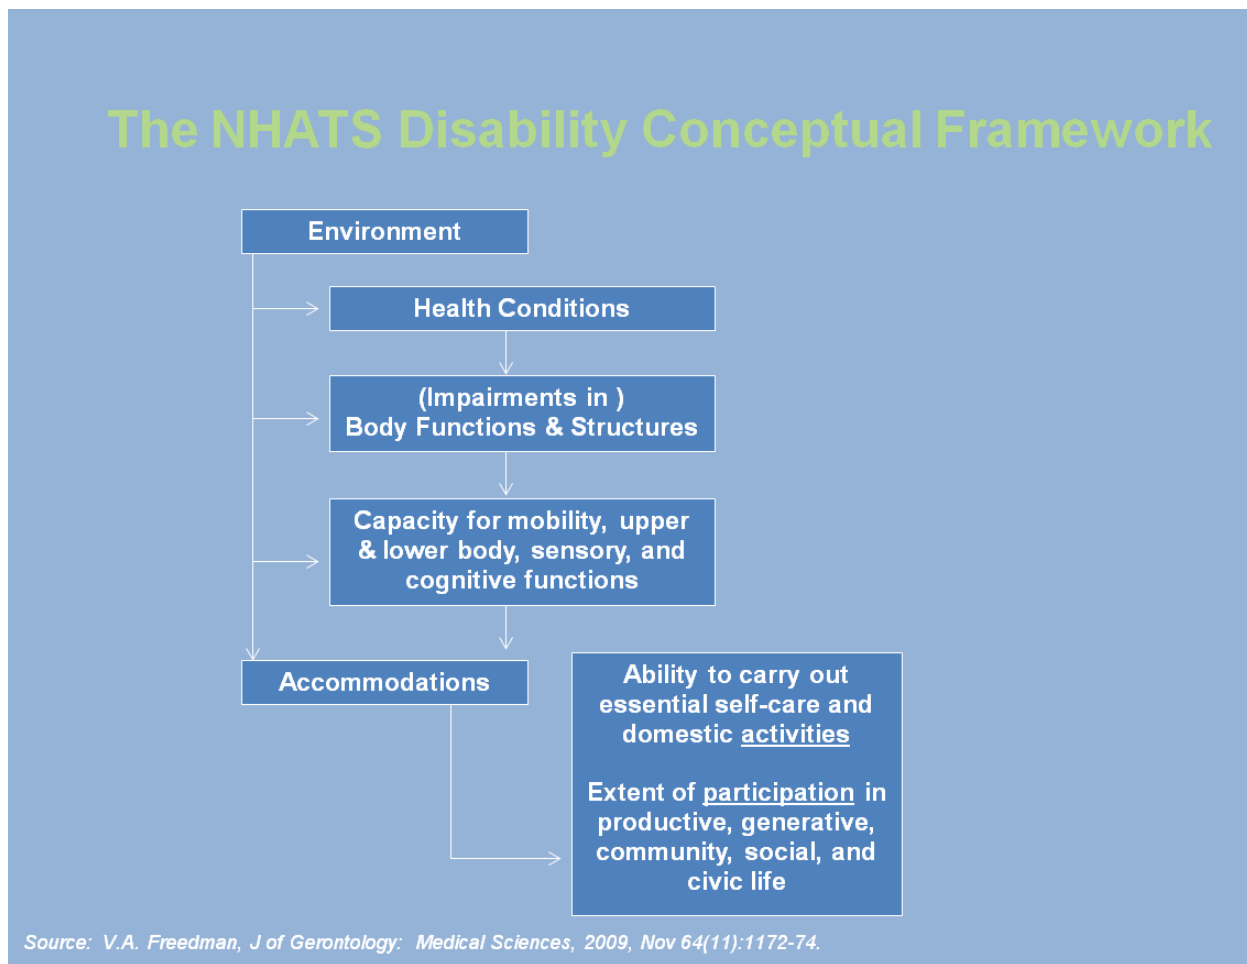 The NHATS Disability Conceptual Framework
Environment
Health Conditions
(Impairments in )
Body Functions & Structures
Capacity for mobility, upper
& lower body, sensory, and
cognitive functions
Accommodations
Ability to carry out
essential self-care and
domestic activities
Extent of participation in
productive, generative,
community, social, and
civic life
Source:  V.A. Freedman, J of Gerontology:  Medical Sciences, 2009, Nov 64(11):1172-74.